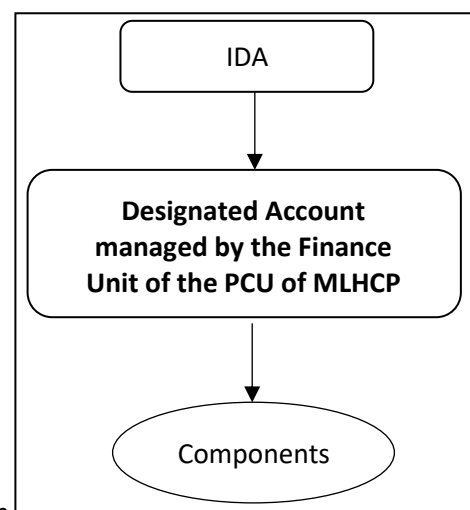 IDA
Designated Account
managed by the Finance
Unit of the PCU of MLHCP
Components